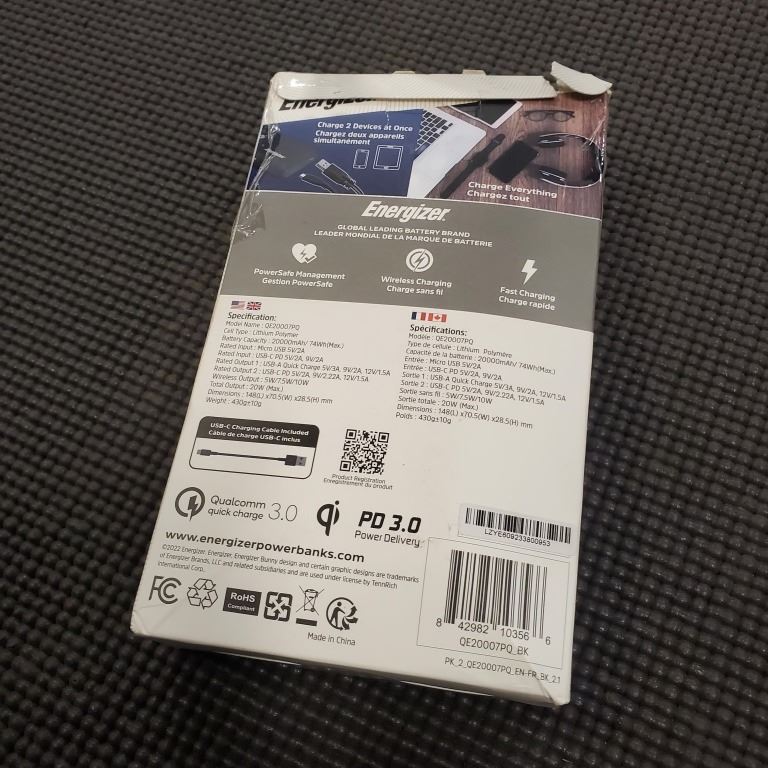 Energizer
Charge 2 Devices at Once
Chargez deux appareils
simultanément
Charge Everything
Chargez tout
Energizer
GLOBAL LEADING BATTERY BRAND
LEADER MONDIAL DE LA MARQUE DE BATTERIE
PowerSafe Management
Gestion PowerSafe
Wireless Charging
Charge sans fil
Fast Charging
Charge rapide
Specification:
Model Name : QE20007PQ
Cell Type : Lithium Polymer
Battery Capacity : 20000mAh/ 74Wh(Max.)
Rated Input : Micro USB 5V/2A
Rated Input : USB-C PD 5V/2A, 9V/2A
Rated Output 1 : USB-A Quick Charge 5V/3A, 9V/2A, 12V/1.5A
Rated Output 2 : USB-C PD 5V/2A, 9V/2.22A, 12V/1.5A
Wireless Output : 5W/7.5W/10W
Total Output : 20W (Max.)
Dimensions : 148(L) x70.5(W) x28.5(H) mm
Weight : 430g±10g
Spécifications:
Modèle : QE20007PQ
Type de cellule : Lithium Polymère
Capacité de la batterie : 20000mAh/ 74Wh(Max.)
Entrée : Micro USB 5V/2A
Entrée : USB-C PD 5V/2A, 9V/2A
Sortie 1 : USB-A Quick Charge 5V/3A, 9V/2A, 12V/1.5A
Sortie 2 : USB-C PD 5V/2A, 9V/2.22A, 12V/1.5A
Sortie sans fil : 5W/7.5W/10W
Sortie totale : 20W (Max.)
Dimensions : 148(L) x70.5(W) x28.5(H) mm
Poids : 430g±10g
USB-C Charging Cable Included
Câble de charge USB-C inclus
Product Registration
Enregistrement du produit
Qualcomm
quick charge 3.0
qi
PD 3.0
Power Delivery
LZYE609233800953
www.energizerpowerbanks.com
©2022 Energizer. Energizer, Energizer Bunny design and certain graphic designs are trademarks
of Energizer Brands, LLC and related subsidiaries and are used under license by TennRich
International Corp.
FC
RoHS
Compliant
Made in China
8 42982 10356 6
QE20007PQ_BK
PK_2_QE20007PQ_EN-FR_BK_2.1